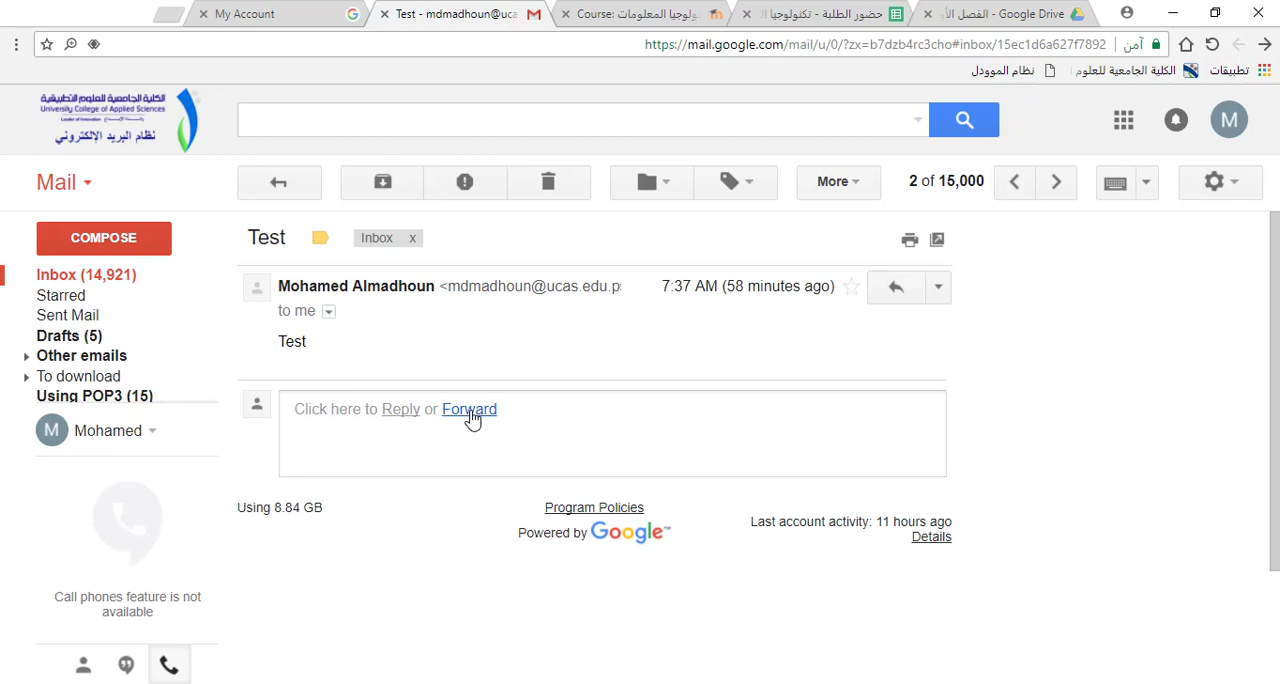 My Account
Test - mdmadhoun@uca
Course: تكنولوجيا المعلومات
حضور الطلبة - تكنولوجيا
الفصل الأ - Google Drive
https://mail.google.com/mail/u/0/?zx=b7dzb4rc3cho#inbox/15ec1d6a627f7892
آمن
تطبيقات
الكلية الجامعية للعلوم
نظام الموودل
الكلية الجامعية للعلوم التطبيقية
University College of Applied Sciences
Leader of Innovation
نظام البريد الإلكتروني
M
Mail
More
2 of 15,000
COMPOSE
Inbox (14,921)
Starred
Sent Mail
Drafts (5)
Other emails
To download
Using POP3 (15)
M
Mohamed
Call phones feature is not
available
Test
Inbox x
Mohamed Almadhoun <mdmadhoun@ucas.edu.p
7:37 AM (58 minutes ago)
to me
Test
Click here to Reply or Forward
Using 8.84 GB
Program Policies
Powered by Google™
Last account activity: 11 hours ago
Details